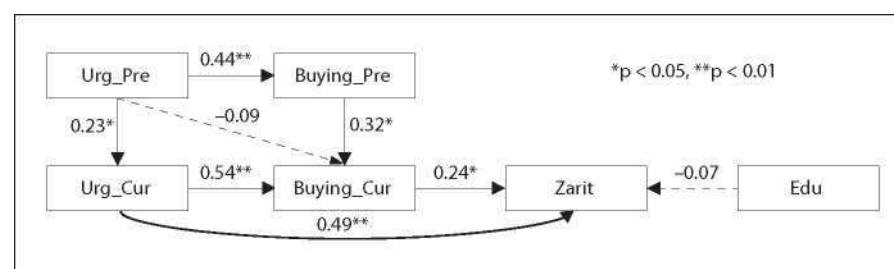 0.44**
Urg_Pre Buying_Pre *p < 0.05, **p < 0.01
–0.09
0.23* 0.32*
0.54** 0.24* –0.07
Urg_Cur Buying_Cur Zarit Edu
0.49**